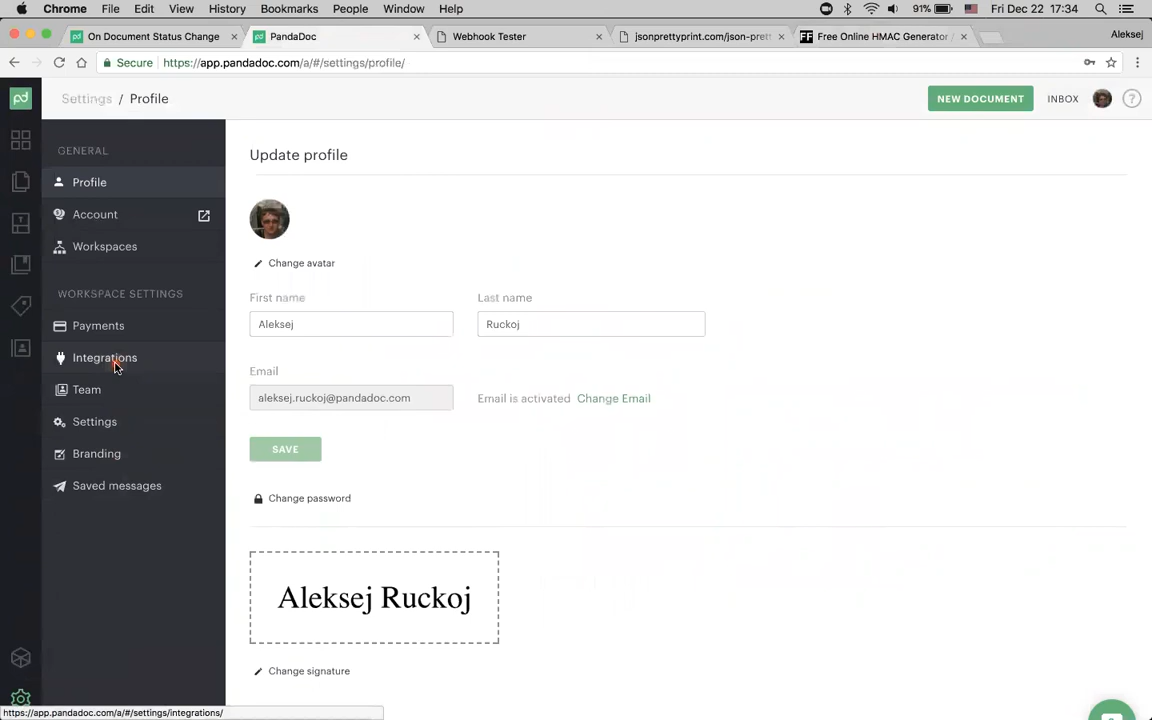 Chrome File Edit View History Bookmarks People Window Help 91% Fri Dec 22 17:34
On Document Status Change PandaDoc Webhook Tester jsonprettyprint.com/json-prett FF Free Online HMAC Generator / Aleksej
Secure https://app.pandadoc.com/a/#/settings/profile/
pd Settings / Profile NEW DOCUMENT INBOX ?
GENERAL
Profile
Account
Workspaces
WORKSPACE SETTINGS
Payments
Integrations
Team
Settings
Branding
Saved messages
Update profile
Change avatar
First name Last name
Aleksej Ruckoj
Email
aleksej.ruckoj@pandadoc.com Email is activated Change Email
SAVE
Change password
Aleksej Ruckoj
Change signature
https://app.pandadoc.com/a/#/settings/integrations/